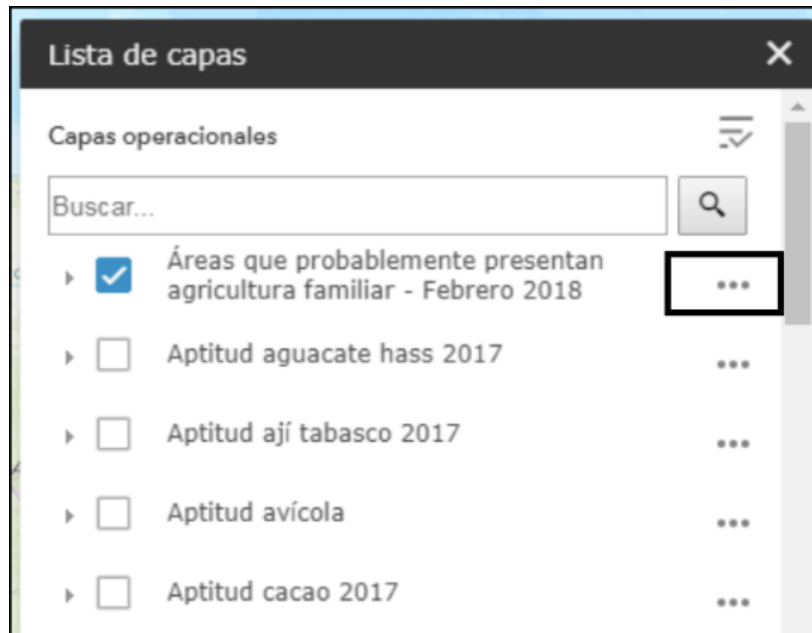 Lista de capas
Capas operacionales
Buscar...
Áreas que probablemente presentan
agricultura familiar - Febrero 2018
Aptitud aguacate hass 2017
Aptitud ají tabasco 2017
Aptitud avícola
Aptitud cacao 2017